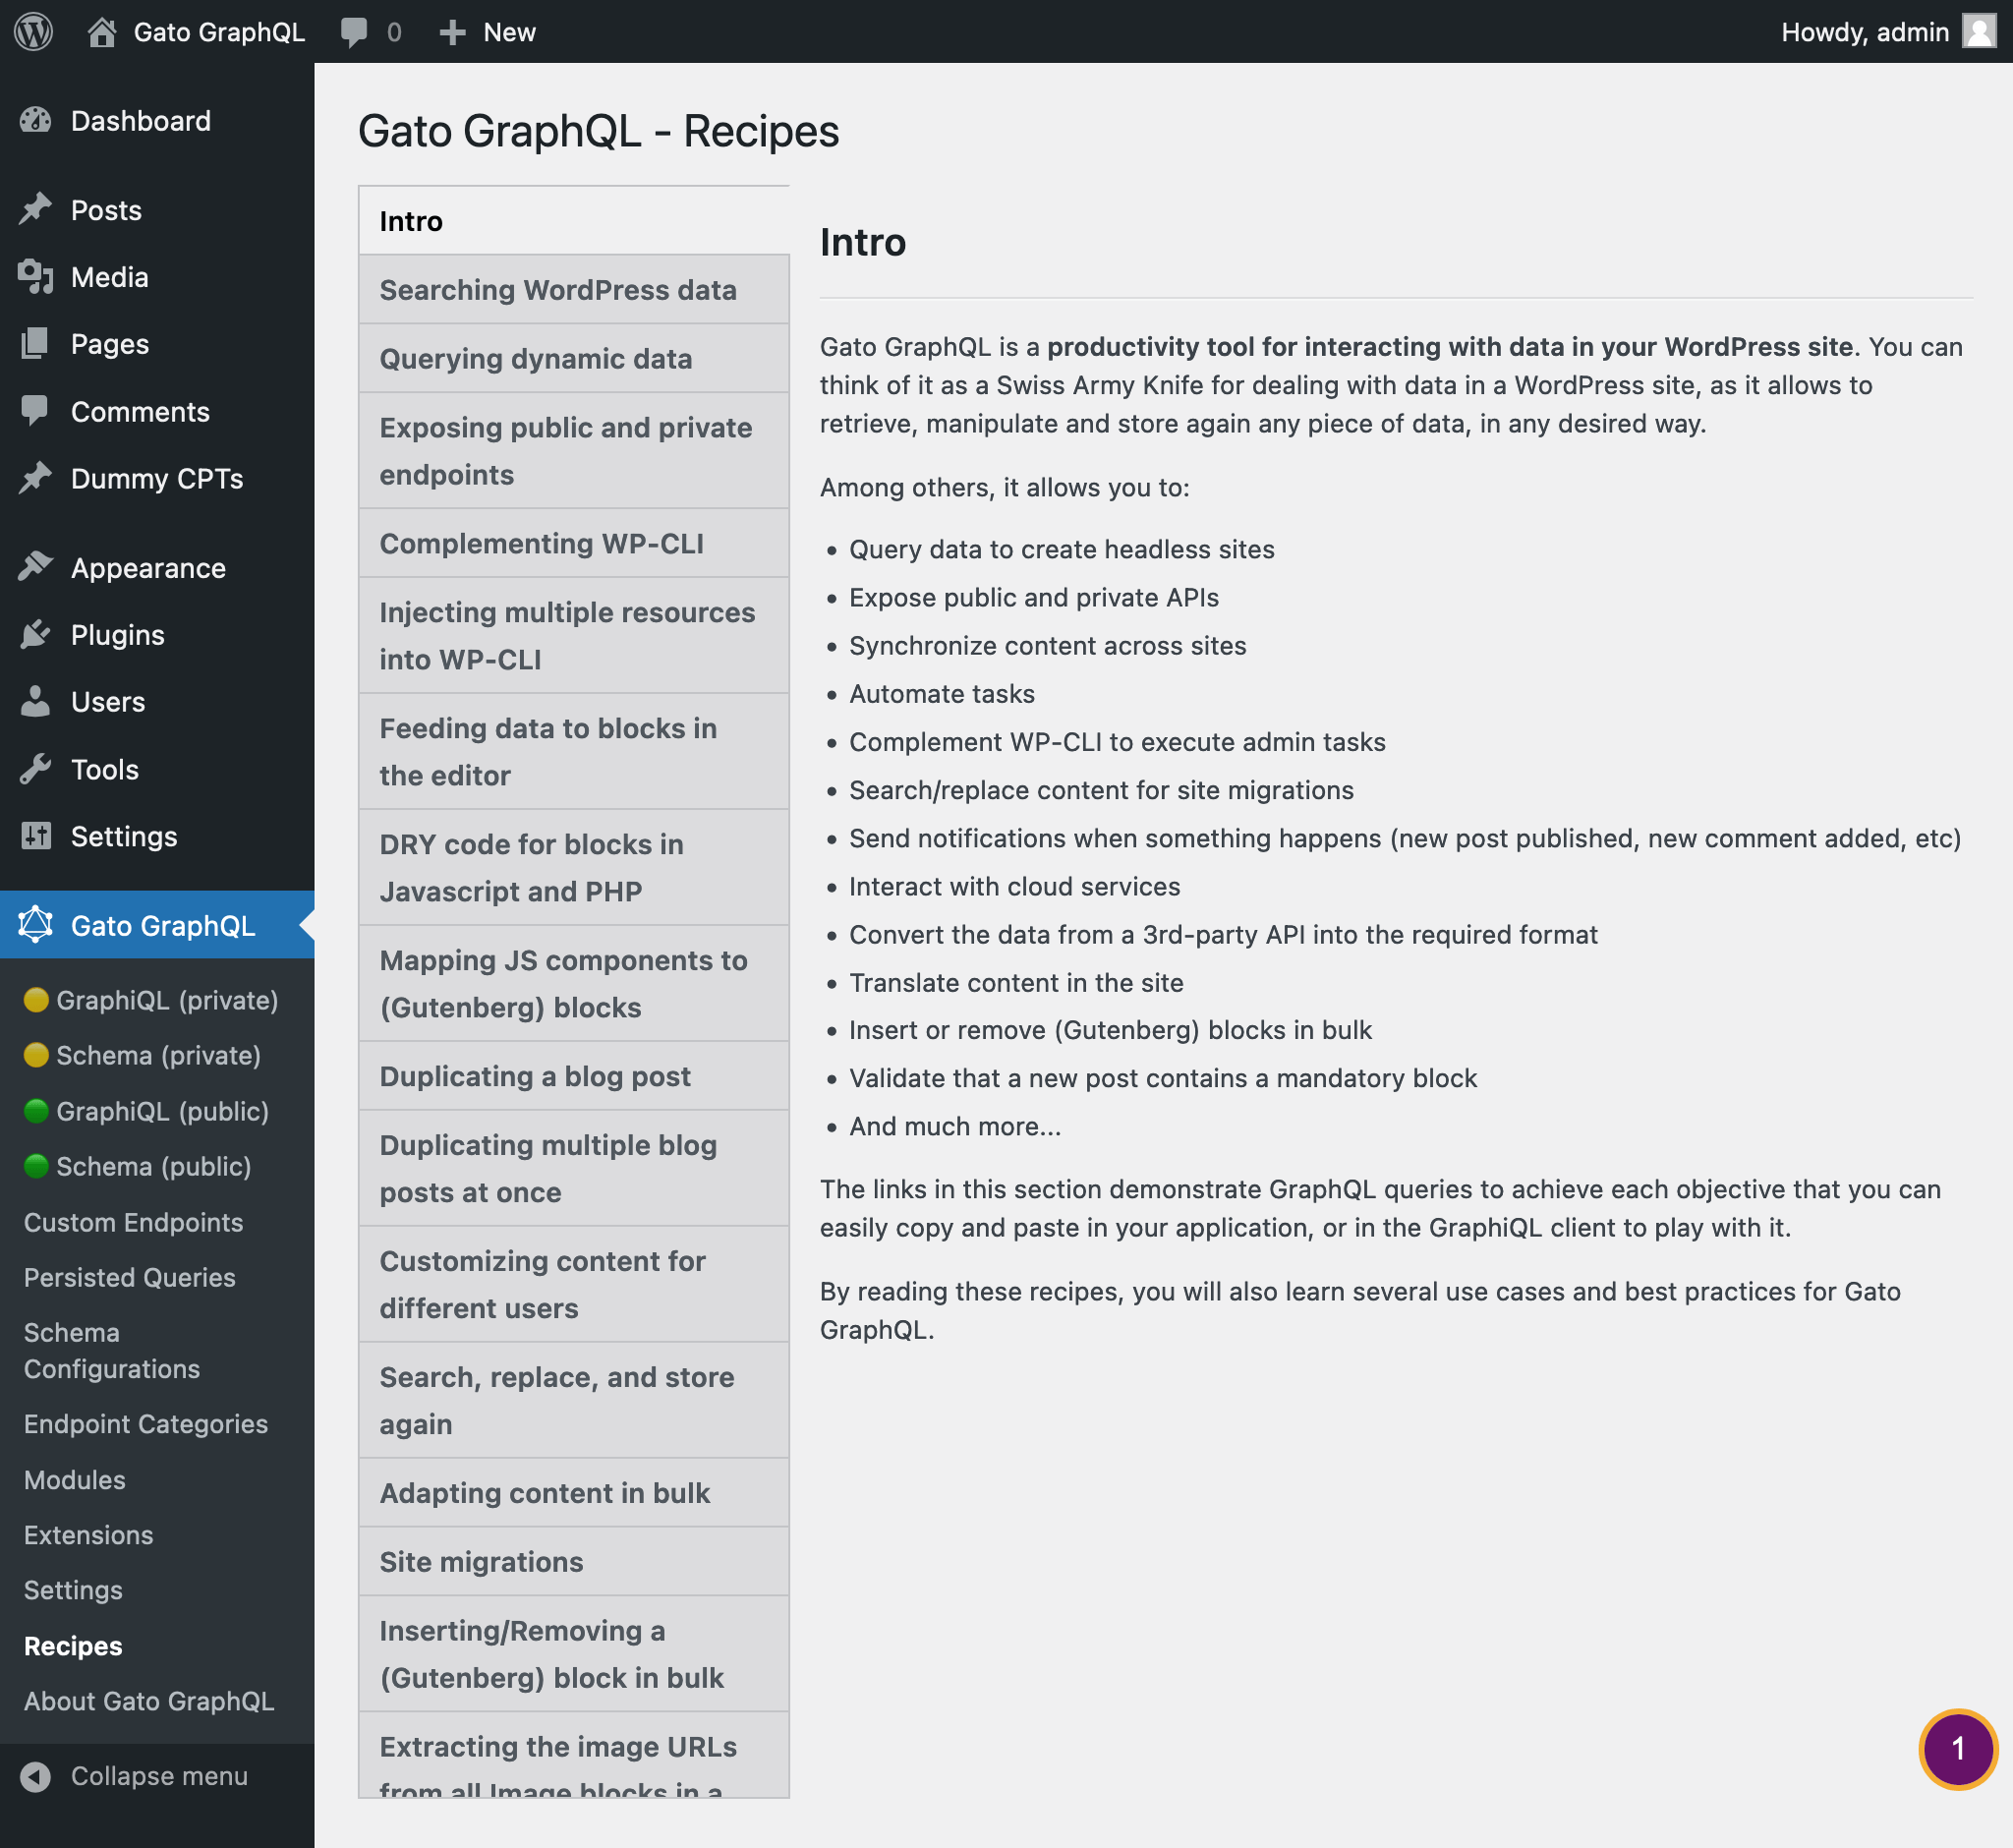 Gato GraphQL
0
New
Howdy, admin
Dashboard
Posts
Media
Pages
Comments
Dummy CPTs
Appearance
Plugins
Users
Tools
Settings
Gato GraphQL
GraphiQL (private)
Schema (private)
GraphiQL (public)
Schema (public)
Custom Endpoints
Persisted Queries
Schema
Configurations
Endpoint Categories
Modules
Extensions
Settings
Recipes
About Gato GraphQL
Collapse menu
Gato GraphQL - Recipes
Intro
Searching WordPress data
Querying dynamic data
Exposing public and private
endpoints
Complementing WP-CLI
Injecting multiple resources
into WP-CLI
Feeding data to blocks in
the editor
DRY code for blocks in
Javascript and PHP
Mapping JS components to
(Gutenberg) blocks
Duplicating a blog post
Duplicating multiple blog
posts at once
Customizing content for
different users
Search, replace, and store
again
Adapting content in bulk
Site migrations
Inserting/Removing a
(Gutenberg) block in bulk
Extracting the image URLs
from all Image blocks in a
Intro
Gato GraphQL is a productivity tool for interacting with data in your WordPress site. You can
think of it as a Swiss Army Knife for dealing with data in a WordPress site, as it allows to
retrieve, manipulate and store again any piece of data, in any desired way.
Among others, it allows you to:
• Query data to create headless sites
• Expose public and private APIs
• Synchronize content across sites
• Automate tasks
• Complement WP-CLI to execute admin tasks
• Search/replace content for site migrations
• Send notifications when something happens (new post published, new comment added, etc)
• Interact with cloud services
• Convert the data from a 3rd-party API into the required format
• Translate content in the site
• Insert or remove (Gutenberg) blocks in bulk
• Validate that a new post contains a mandatory block
• And much more...
The links in this section demonstrate GraphQL queries to achieve each objective that you can
easily copy and paste in your application, or in the GraphiQL client to play with it.
By reading these recipes, you will also learn several use cases and best practices for Gato
GraphQL.
1